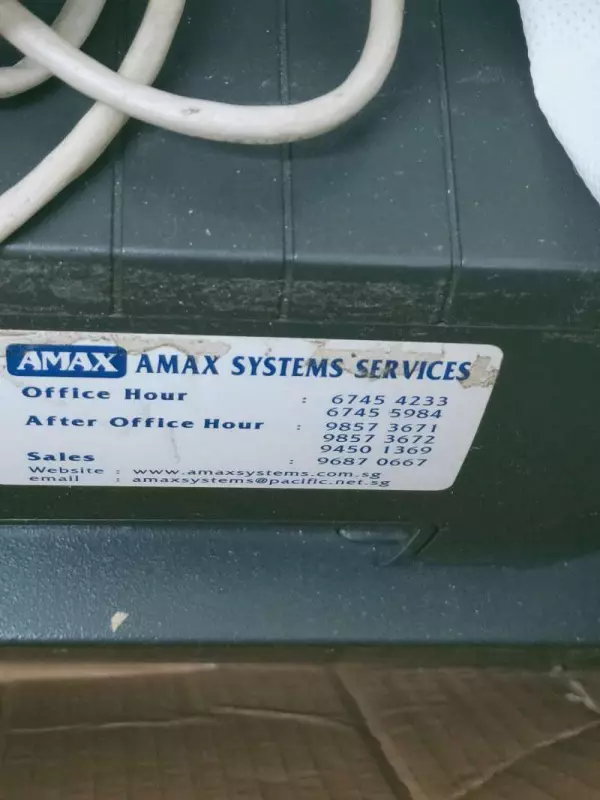 AMAX AMAX SYSTEMS SERVICES
Office Hour : 6745 4233
6745 5984
After Office Hour : 9857 3671
9857 3672
9450 1369
Sales : 9687 0667
Website : www.amaxsystems.com.sg
email : amaxsystems@pacific.net.sg